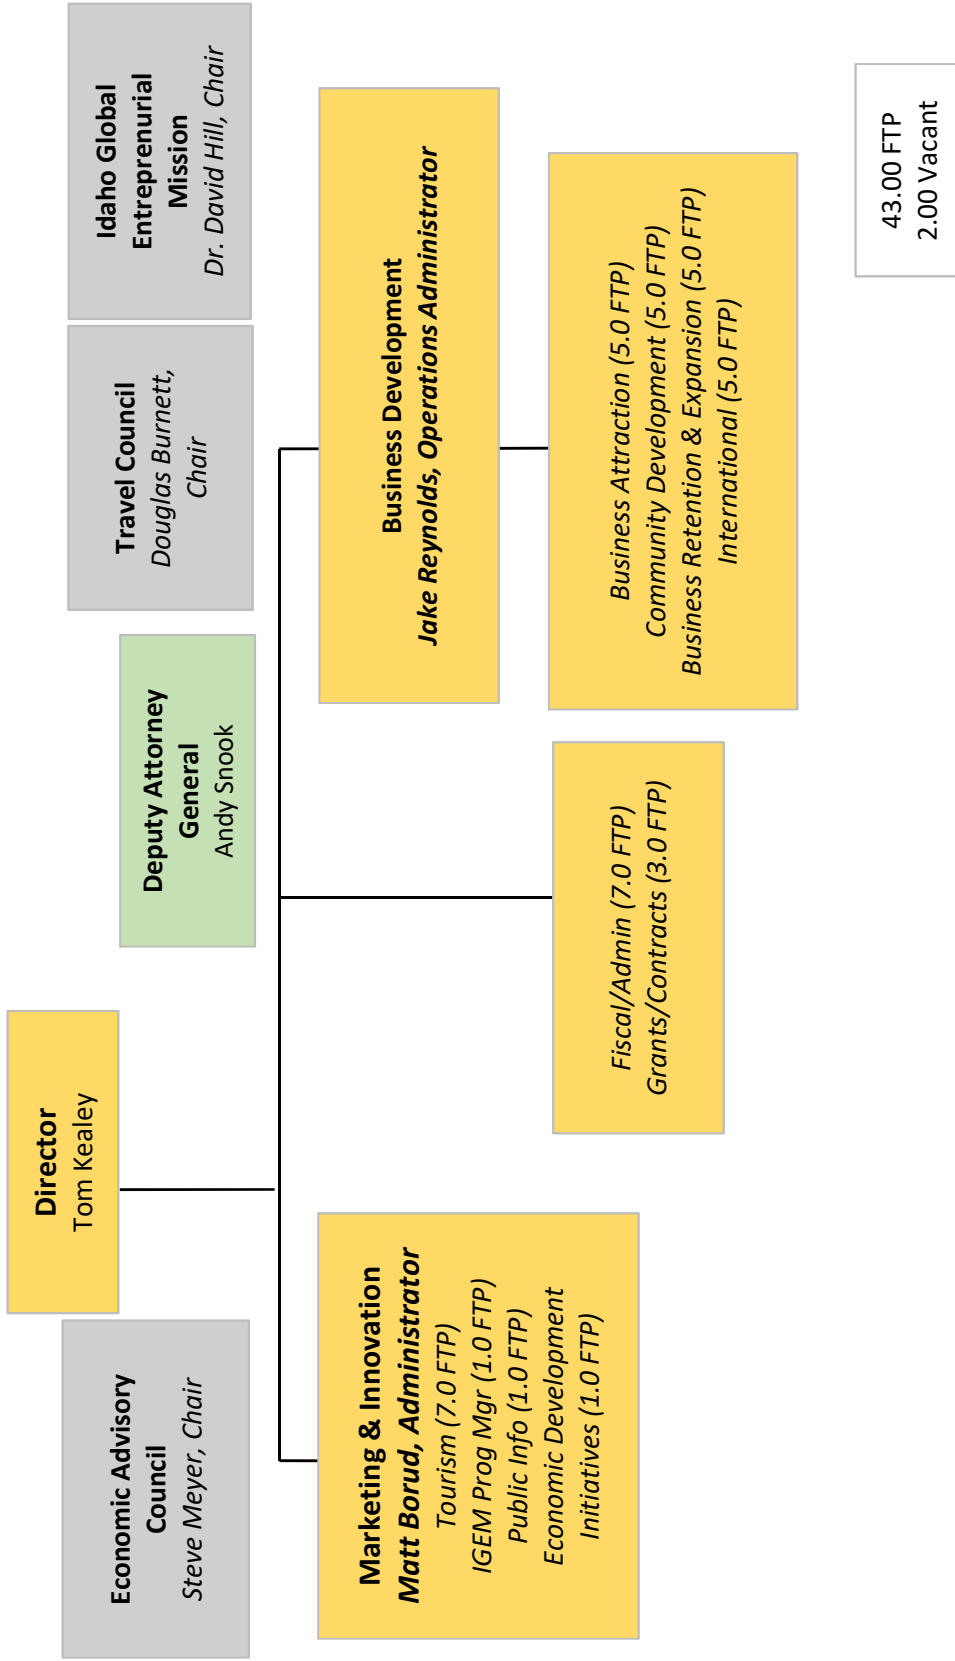 Director
Tom Kealey
Economic Advisory
Council
Steve Meyer, Chair
Deputy Attorney
General
Andy Snook
Travel Council
Douglas Burnett,
Chair
Idaho Global
Entreprenurial
Mission
Dr. David Hill, Chair
Marketing & Innovation
Matt Borud, Administrator
Tourism (7.0 FTP)
IGEM Prog Mgr (1.0 FTP)
Public Info (1.0 FTP)
Economic Development
Initiatives (1.0 FTP)
Fiscal/Admin (7.0 FTP)
Grants/Contracts (3.0 FTP)
Business Development
Jake Reynolds, Operations Administrator
Business Attraction (5.0 FTP)
Community Development (5.0 FTP)
Business Retention & Expansion (5.0 FTP)
International (5.0 FTP)
43.00 FTP
2.00 Vacant